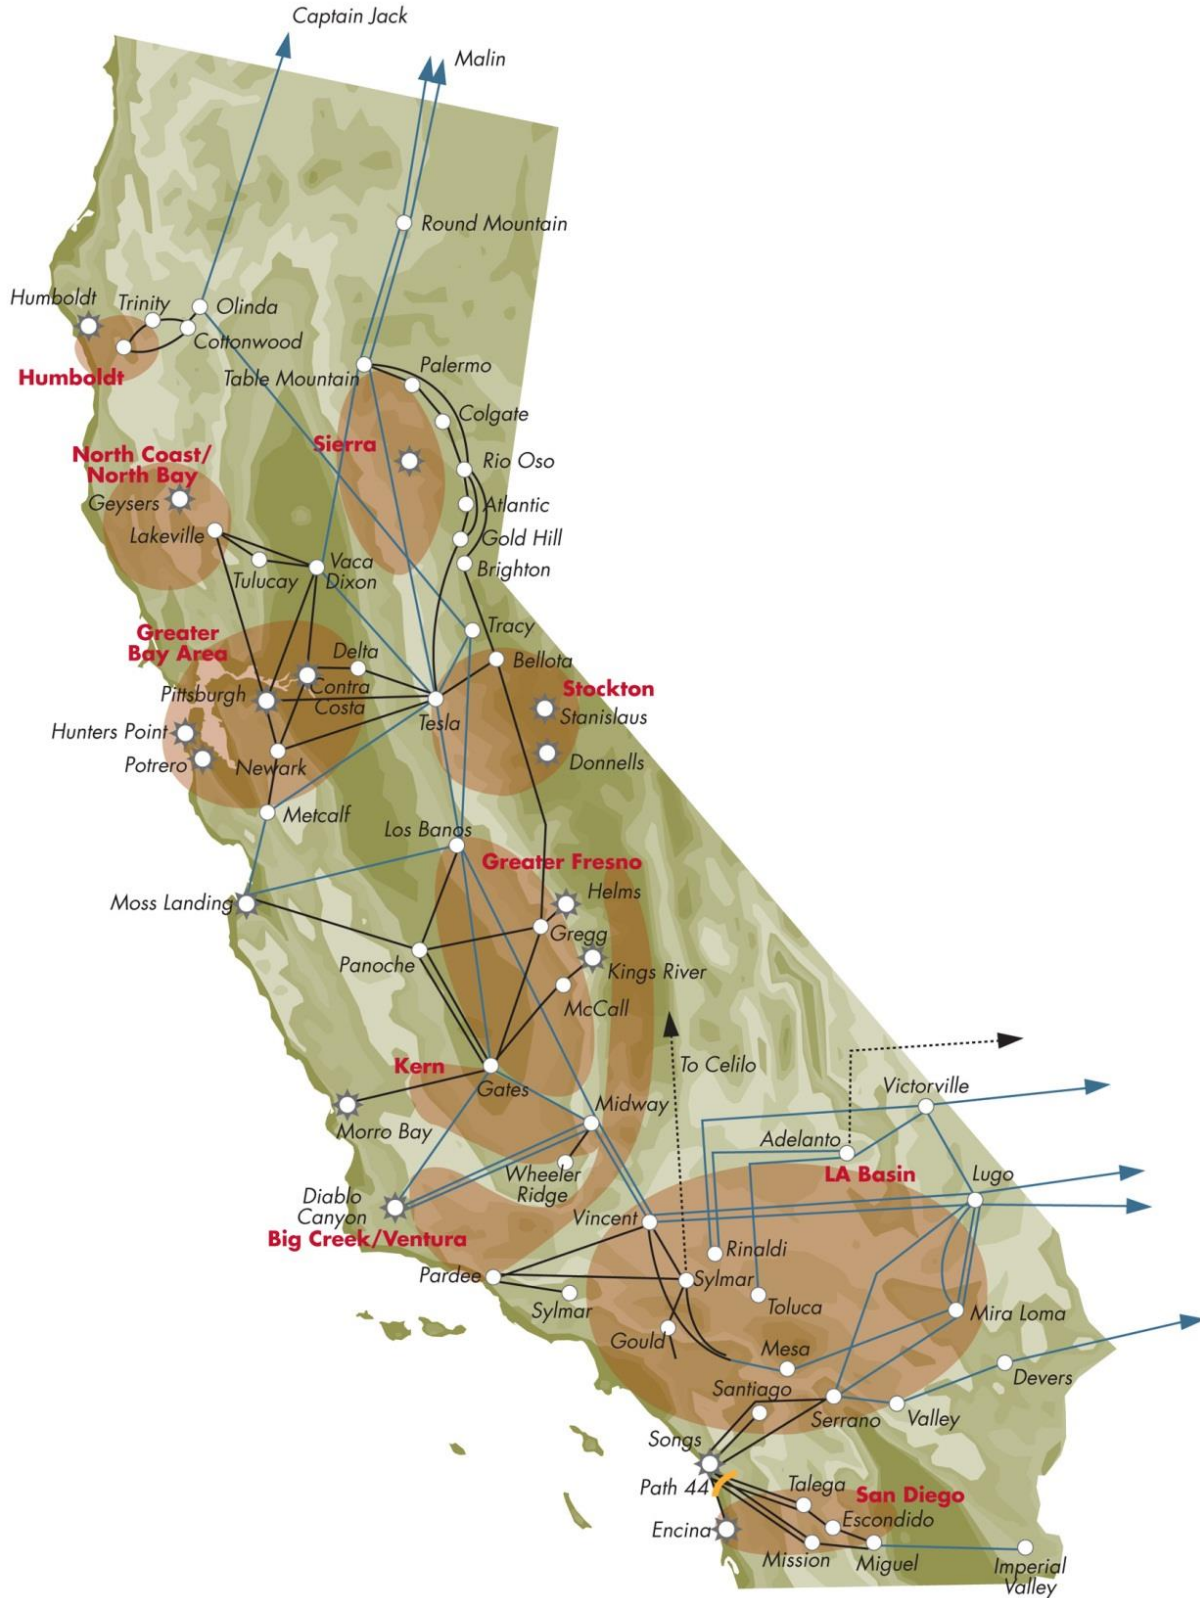 Captain Jack
Malin
Round Mountain
Humboldt
Trinity
Olinda
Cottonwood
Humboldt
Table Mountain
Palermo
Colgate
Sierra
North Coast/
North Bay
Rio Oso
Geysers
Atlantic
Lakeville
Gold Hill
Vaca
Dixon
Tulucay
Brighton
Greater
Bay Area
Tracy
Delta
Bellota
Pittsburgh
Contra
Costa
Stockton
Tesla
Stanislaus
Hunters Point
Potrero
Newark
Donnells
Metcalf
Los Banos
Greater Fresno
Helms
Moss Landing
Gregg
Panoche
Kings River
McCall
Kern
To Celilo
Gates
Victorville
Midway
Morro Bay
Adelanto
Wheeler
Ridge
LA Basin
Lugo
Diablo
Canyon
Vincent
Big Creek/Ventura
Rinaldi
Pardee
Sylmar
Sylmar
Toluca
Mira Loma
Gould
Mesa
Devers
Santiago
Serrano
Valley
Songs
Path 44
Talega
San Diego
Encina
Escondido
Mission
Miguel
Imperial
Valley